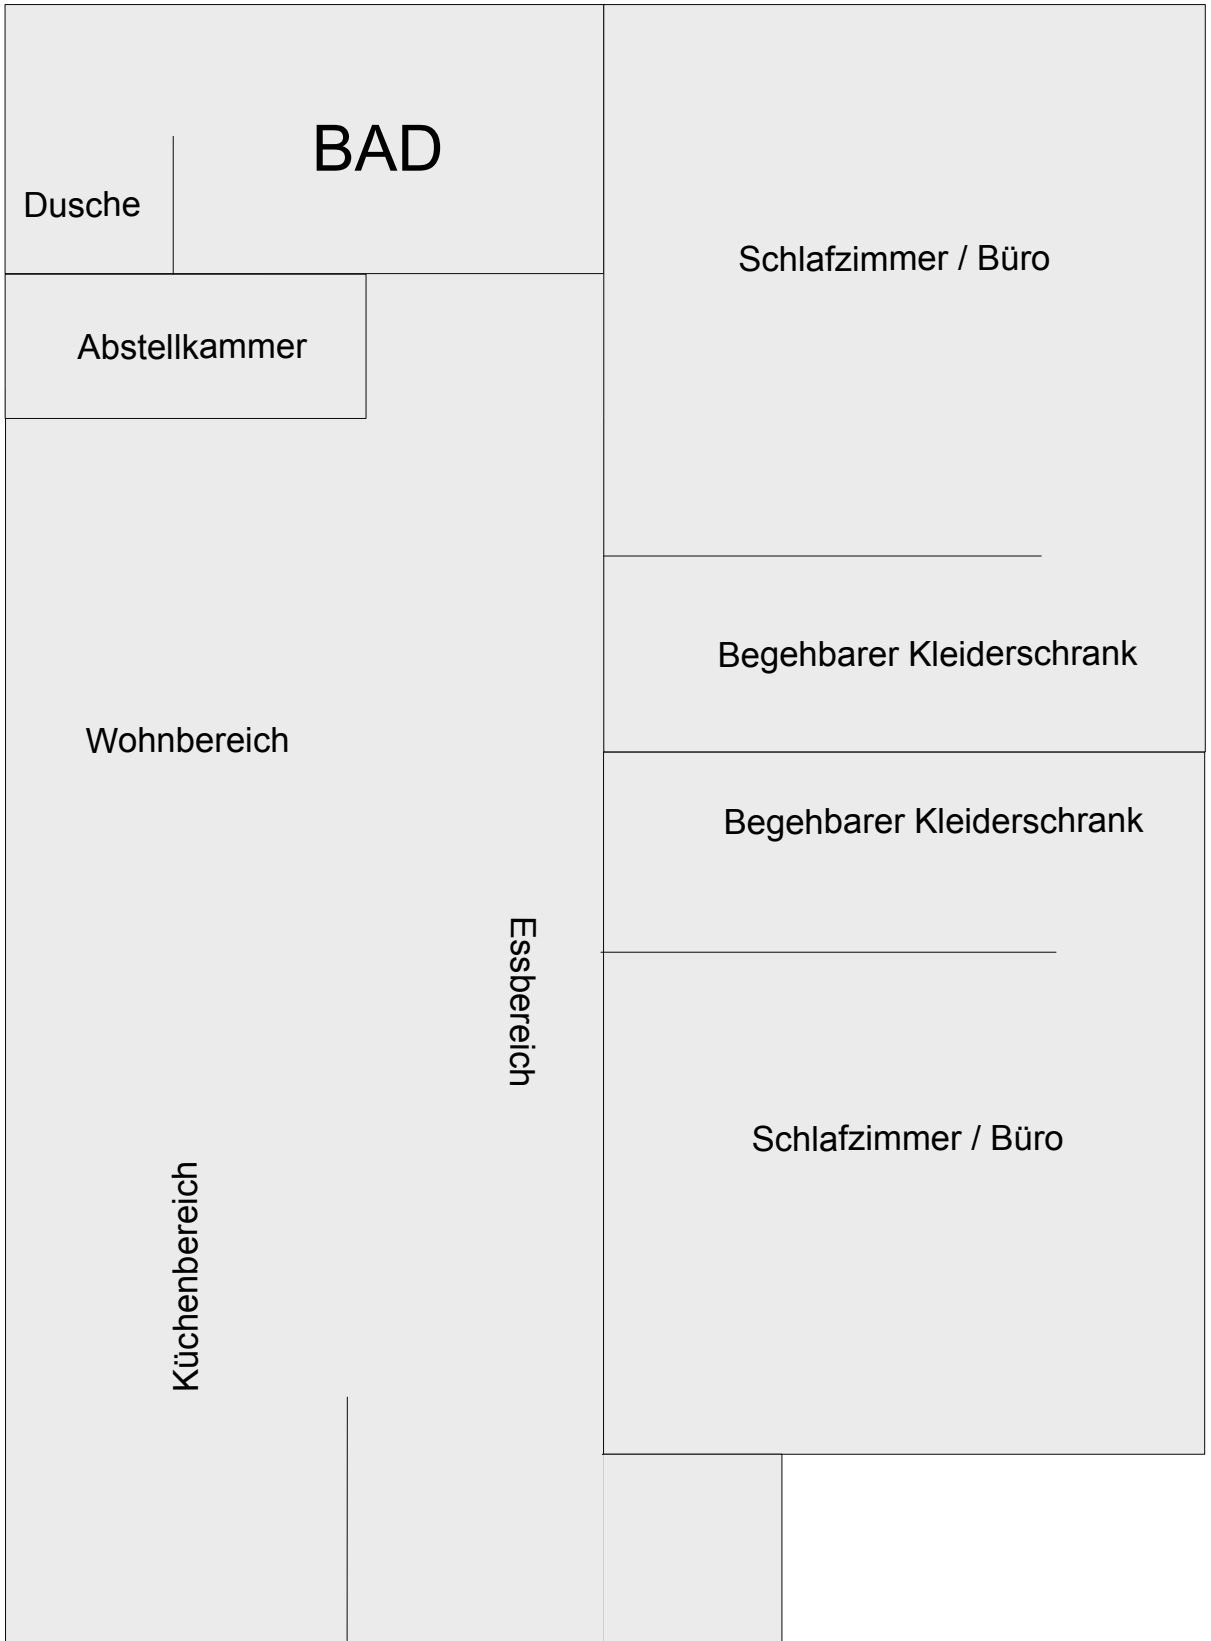 BAD
Dusche
Schlafzimmer / Büro
Abstellkammer
Begehbarer Kleiderschrank
Wohnbereich
Begehbarer Kleiderschrank
Essbereich
Schlafzimmer / Büro
Küchenbereich